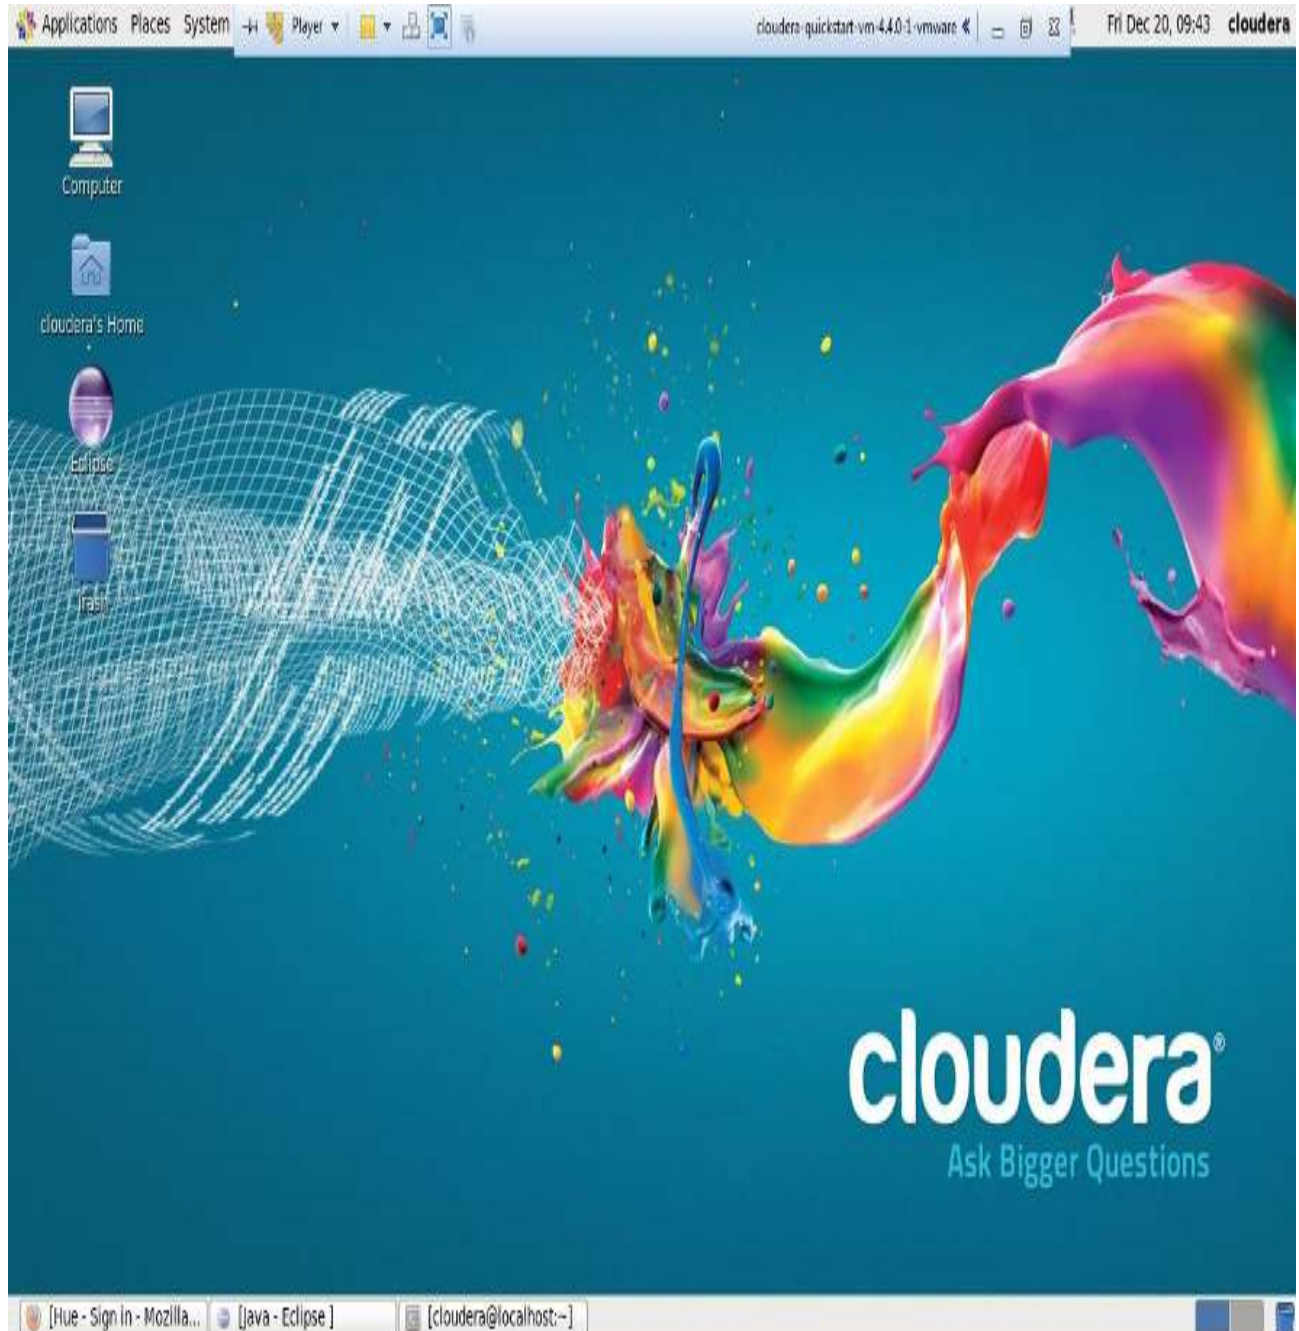 Applications Places System Player cloudera-quickstart-vm-4.4.0-1-vmware Fri Dec 20, 09:43 cloudera
Computer
cloudera's Home
Eclipse
Trash
cloudera®
Ask Bigger Questions
[Hue - Sign in - Mozilla... [Java - Eclipse ] [cloudera@localhost:~]